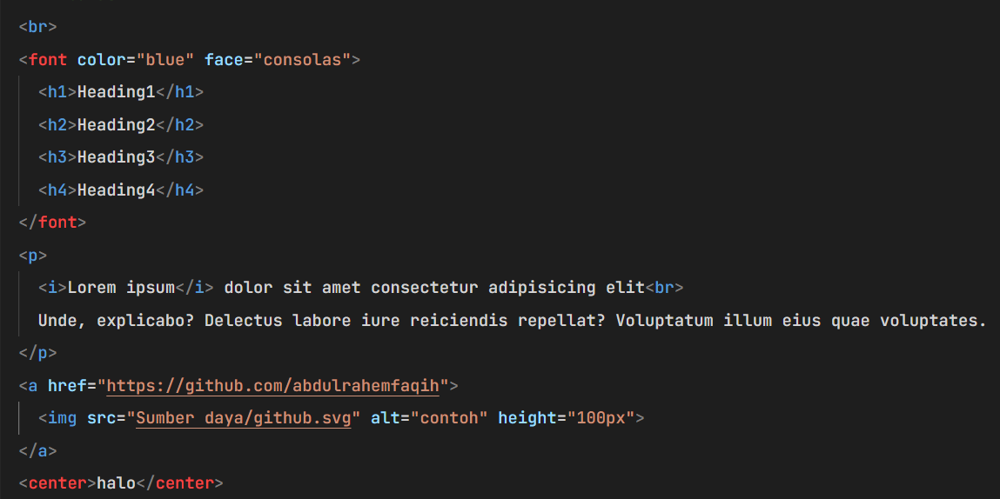 <br>
<font color="blue" face="consolas">
<h1>Heading1</h1>
<h2>Heading2</h2>
<h3>Heading3</h3>
<h4>Heading4</h4>
</font>
<p>
<i>Lorem ipsum</i> dolor sit amet consectetur adipisicing elit<br>
Unde, explicabo? Delectus labore iure reiciendis repellat? Voluptatum illum eius quae voluptates.
</p>
<a href="https://github.com/abdulrahemfaqih">
<img src="Sumber daya/github.svg" alt="contoh" height="100px">
</a>
<center>halo</center>